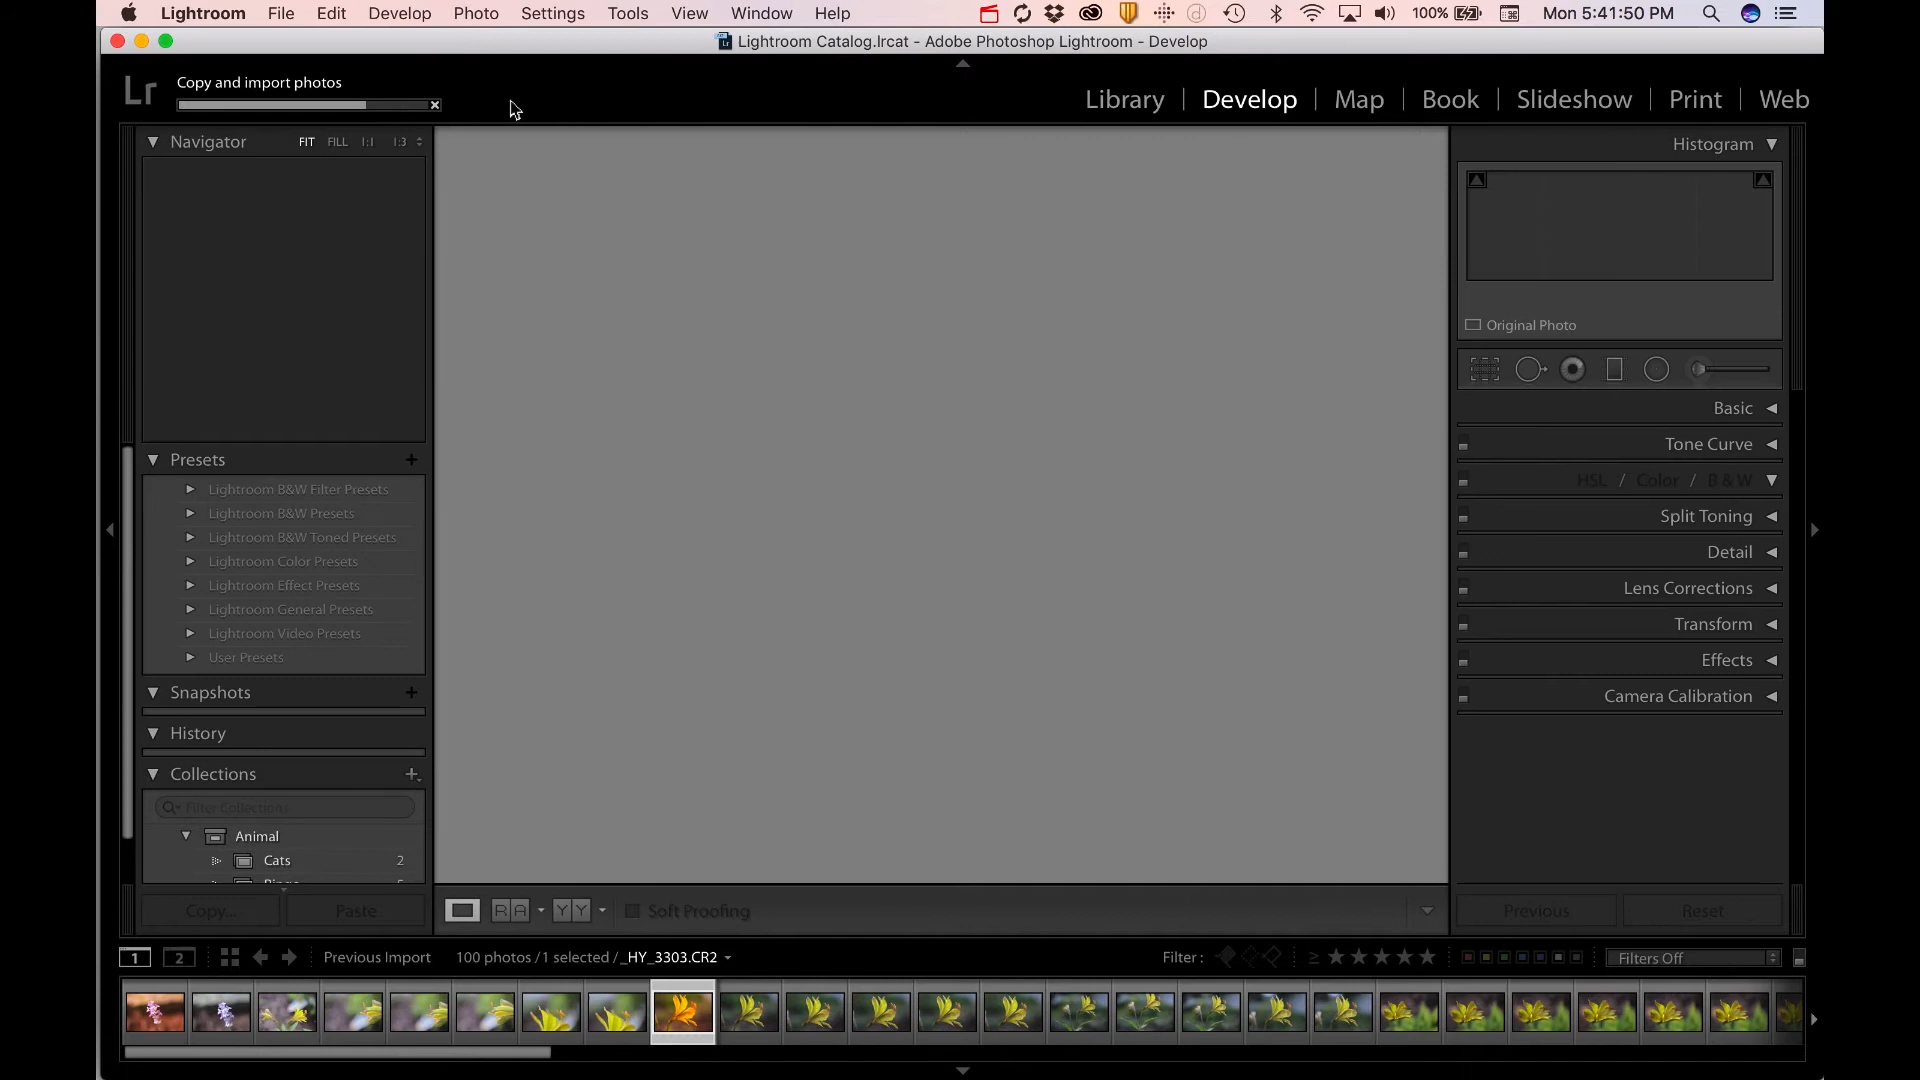 Lightroom File Edit Develop Photo Settings Tools View Window Help 100% Mon 5:41:50 PM
Lightroom Catalog.lrcat - Adobe Photoshop Lightroom - Develop
Lr Copy and import photos
Library | Develop | Map | Book | Slideshow | Print | Web
Navigator FIT FILL 1:1 1:3
Histogram
Original Photo
Basic
Tone Curve
HSL / Color / B & W
Split Toning
Detail
Lens Corrections
Transform
Effects
Camera Calibration
Presets
Lightroom B&W Filter Presets
Lightroom B&W Presets
Lightroom B&W Toned Presets
Lightroom Color Presets
Lightroom Effect Presets
Lightroom General Presets
Lightroom Video Presets
User Presets
Snapshots
History
Collections
Filter Collections
Animal
Cats 2
Copy... Paste
R A Y Y Soft Proofing
Previous Reset
1 2 Previous Import 100 photos / 1 selected / _HY_3303.CR2 Filter : ≥ Filters Off